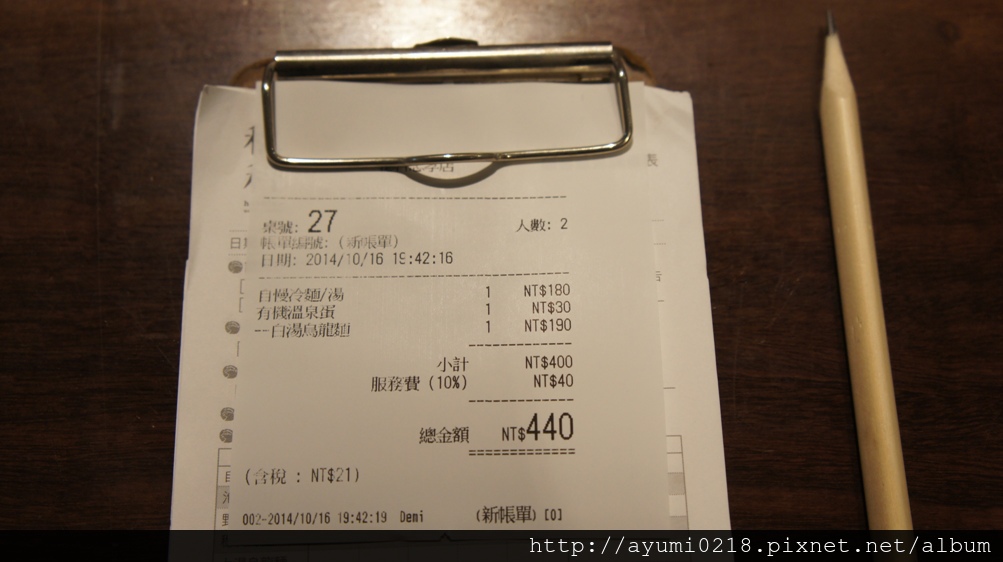 桌號: 27 人數: 2
帳單編號: (新帳單)
日期: 2014/10/16 19:42:16
自慢冷麵/湯 1 NT$180
有機溫泉蛋 1 NT$30
--白湯烏龍麵 1 NT$190
小計 NT$400
服務費 (10%) NT$40
總金額 NT$440
(含稅 : NT$21)
002-2014/10/16 19:42:19 Demi (新帳單) [0]
http://ayumi0218.pixnet.net/album